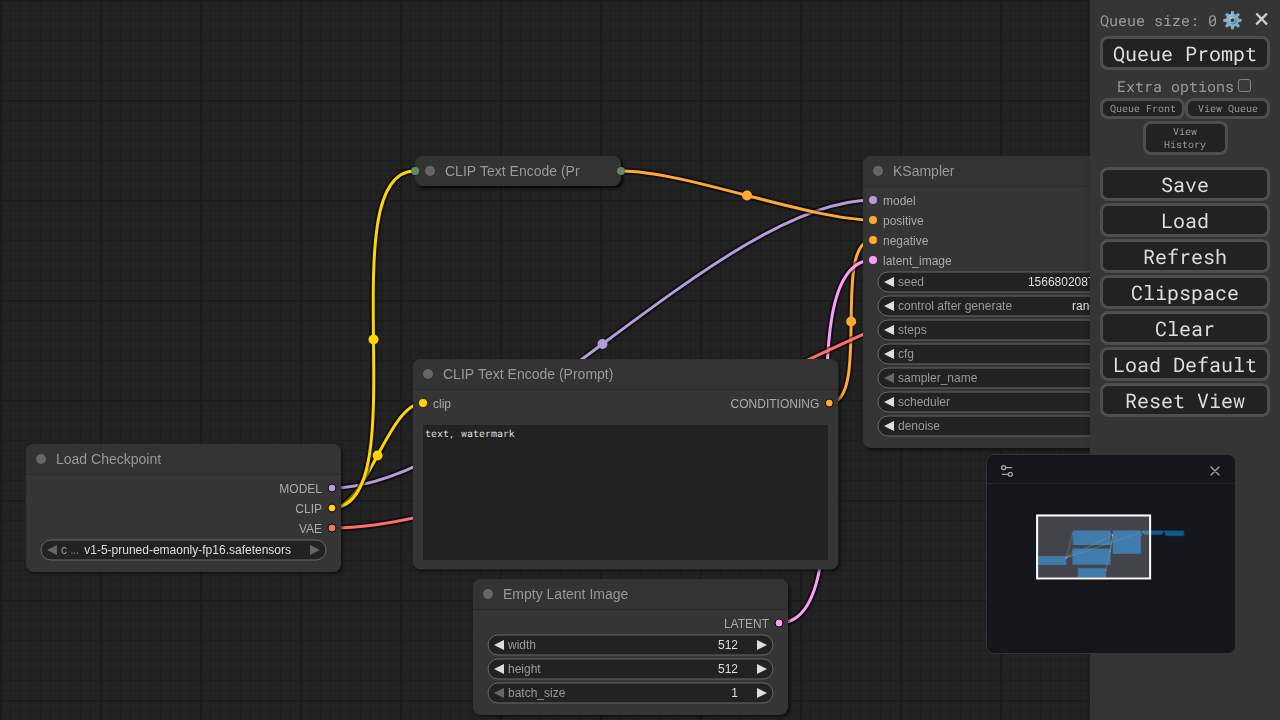 Queue size: 0
Queue Prompt
Extra options
Queue Front
View Queue
View
History
Save
Load
Refresh
Clipspace
Clear
Load Default
Reset View
CLIP Text Encode (Pr
KSampler
model
positive
negative
latent_image
seed
control after generate
steps
cfg
sampler_name
scheduler
denoise
CLIP Text Encode (Prompt)
clip
CONDITIONING
text, watermark
Load Checkpoint
MODEL
CLIP
VAE
c ... v1-5-pruned-emaonly-fp16.safetensors
Empty Latent Image
LATENT
width 512
height 512
batch_size 1